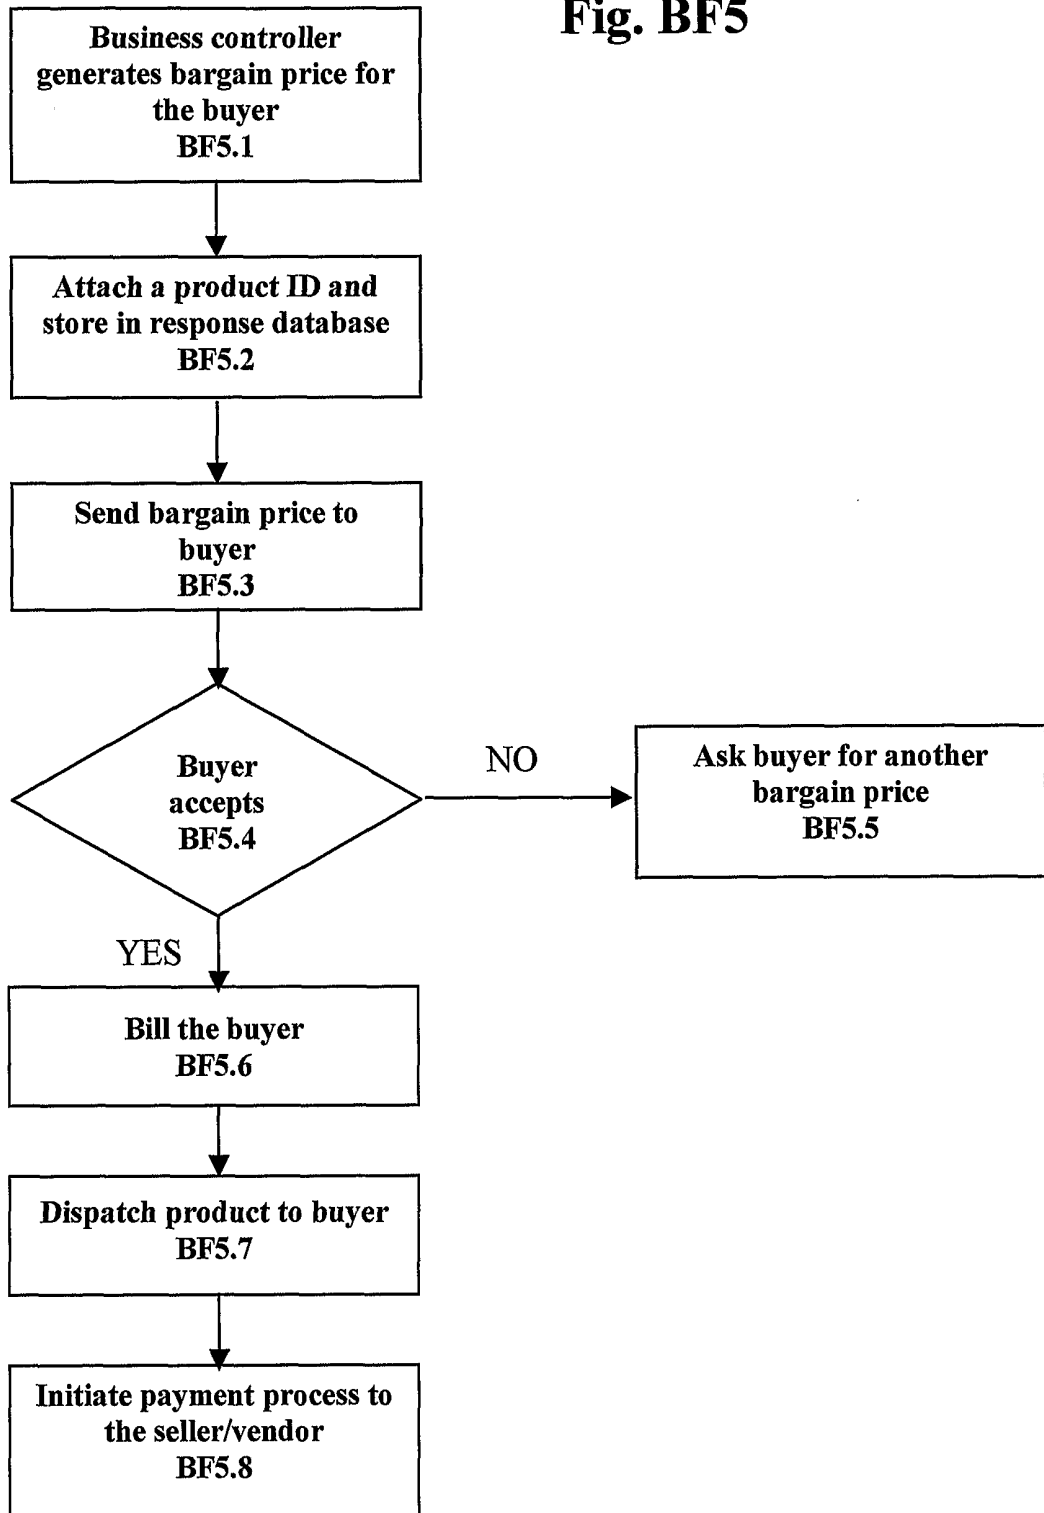 Fig. BF5
Business controller
generates bargain price for
the buyer
BF5.1
Attach a product ID and
store in response database
BF5.2
Send bargain price to
buyer
BF5.3
Buyer
accepts
BF5.4
NO
Ask buyer for another
bargain price
BF5.5
YES
Bill the buyer
BF5.6
Dispatch product to buyer
BF5.7
Initiate payment process to
the seller/vendor
BF5.8